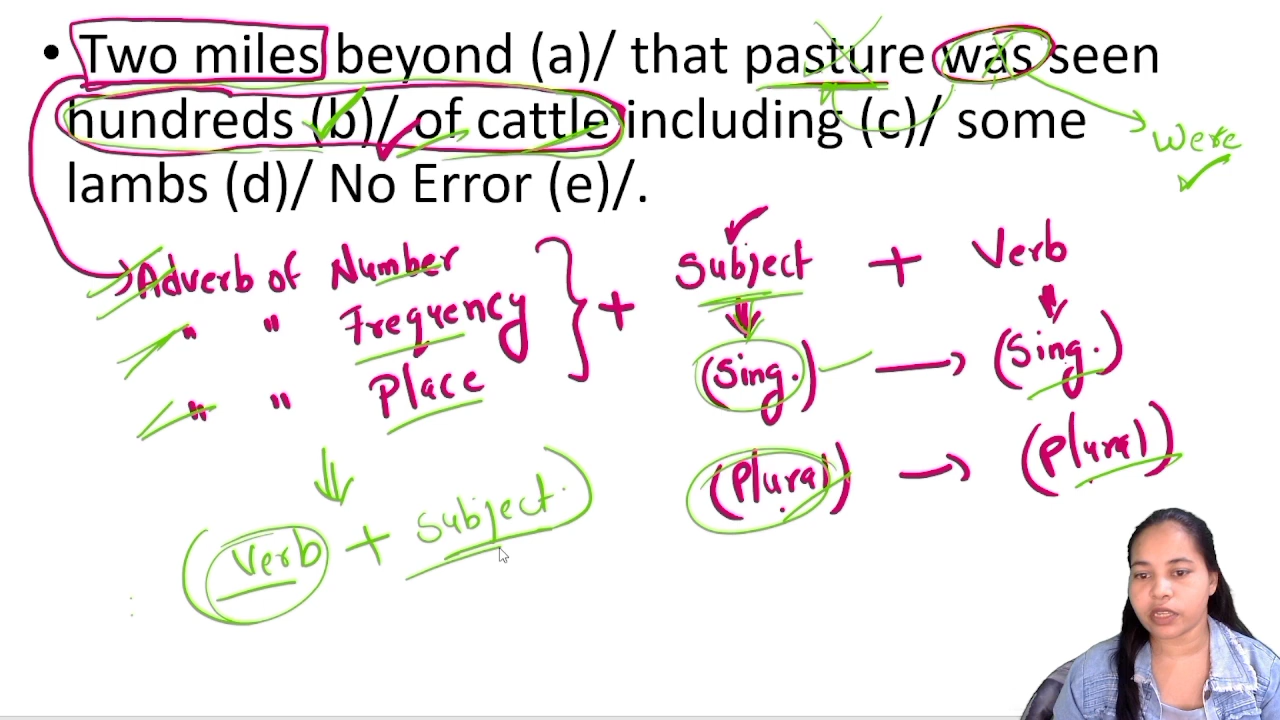 • Two miles beyond (a)/ that pasture was seen
hundreds (b)/ of cattle including (c)/ some
lambs (d)/ No Error (e)/.
were
Adverb of Number
" " Frequency
" " Place
+ Subject + Verb
(Sing.) → (Sing.)
(Plural) → (Plural)
(Verb + Subject.)